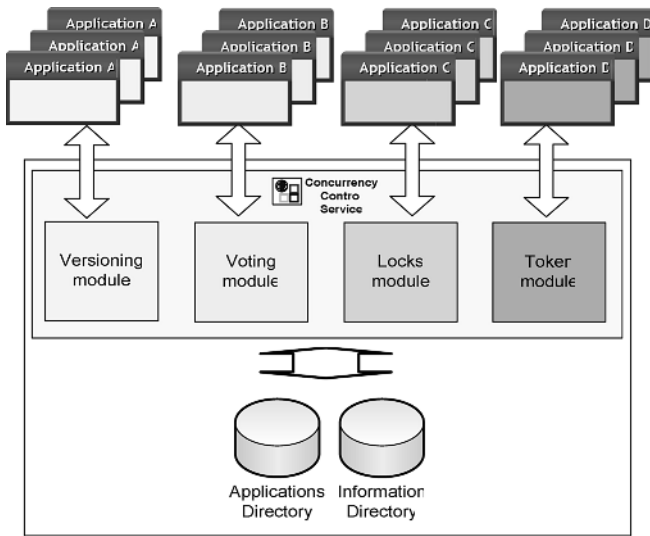 Application A
Application B
Application C
Application D
Application A
Application B
Application C
Application D
Application A
Application B
Application C
Application D
Concurrency
Contro
Service
Versioning
module
Voting
module
Locks
module
Toker
module
Applications
Directory
Information
Directory